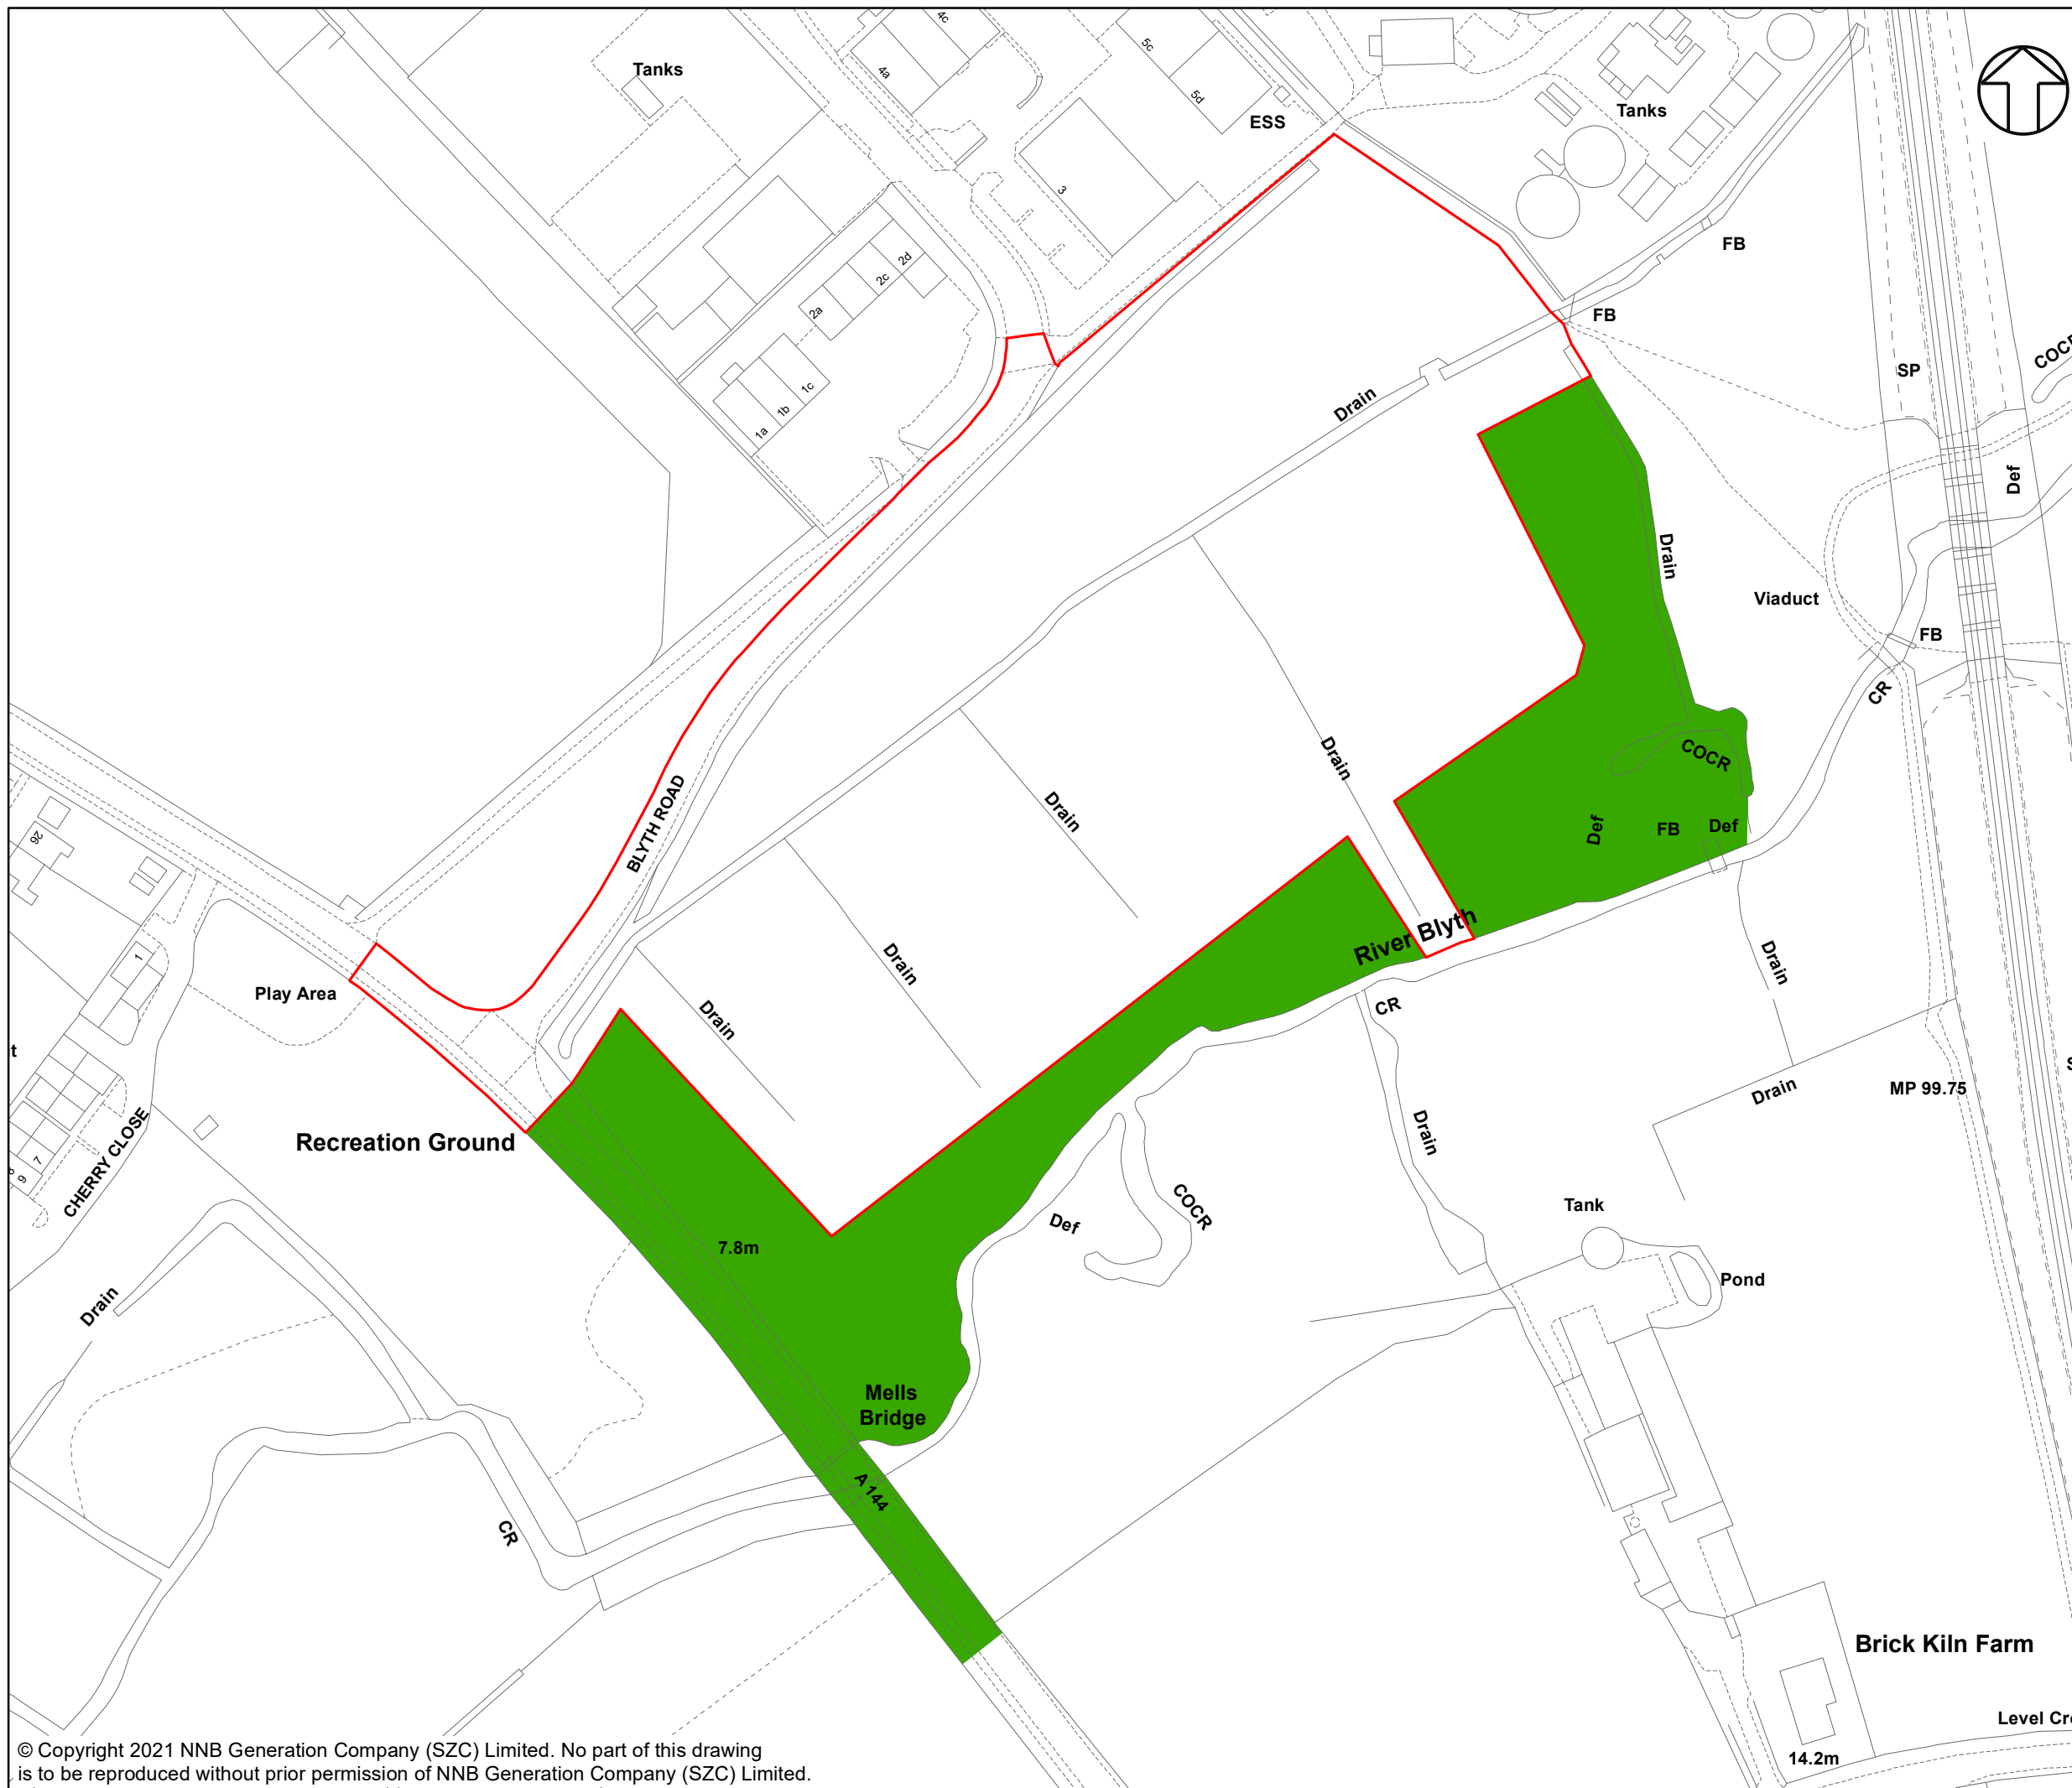 4c
4a
5c
5d
Tanks
ESS
Tanks
3
FB
2d
2c
2a
FB
1c
1b
1a
SP
Drain
Def
Drain
Viaduct
FB
CR
Drain
COCR
BLYTH ROAD
Drain
Def
FB
Def
26
River Blyth
1
Drain
Drain
Play Area
CR
Drain
t
MP 99.75
Drain
Drain
Recreation Ground
CHERRY CLOSE
7
9
COCR
Def
Tank
7.8m
Pond
Drain
Mells
Bridge
A 144
CR
Brick Kiln Farm
Level Cr
14.2m
© Copyright 2021 NNB Generation Company (SZC) Limited. No part of this drawing
is to be reproduced without prior permission of NNB Generation Company (SZC) Limited.